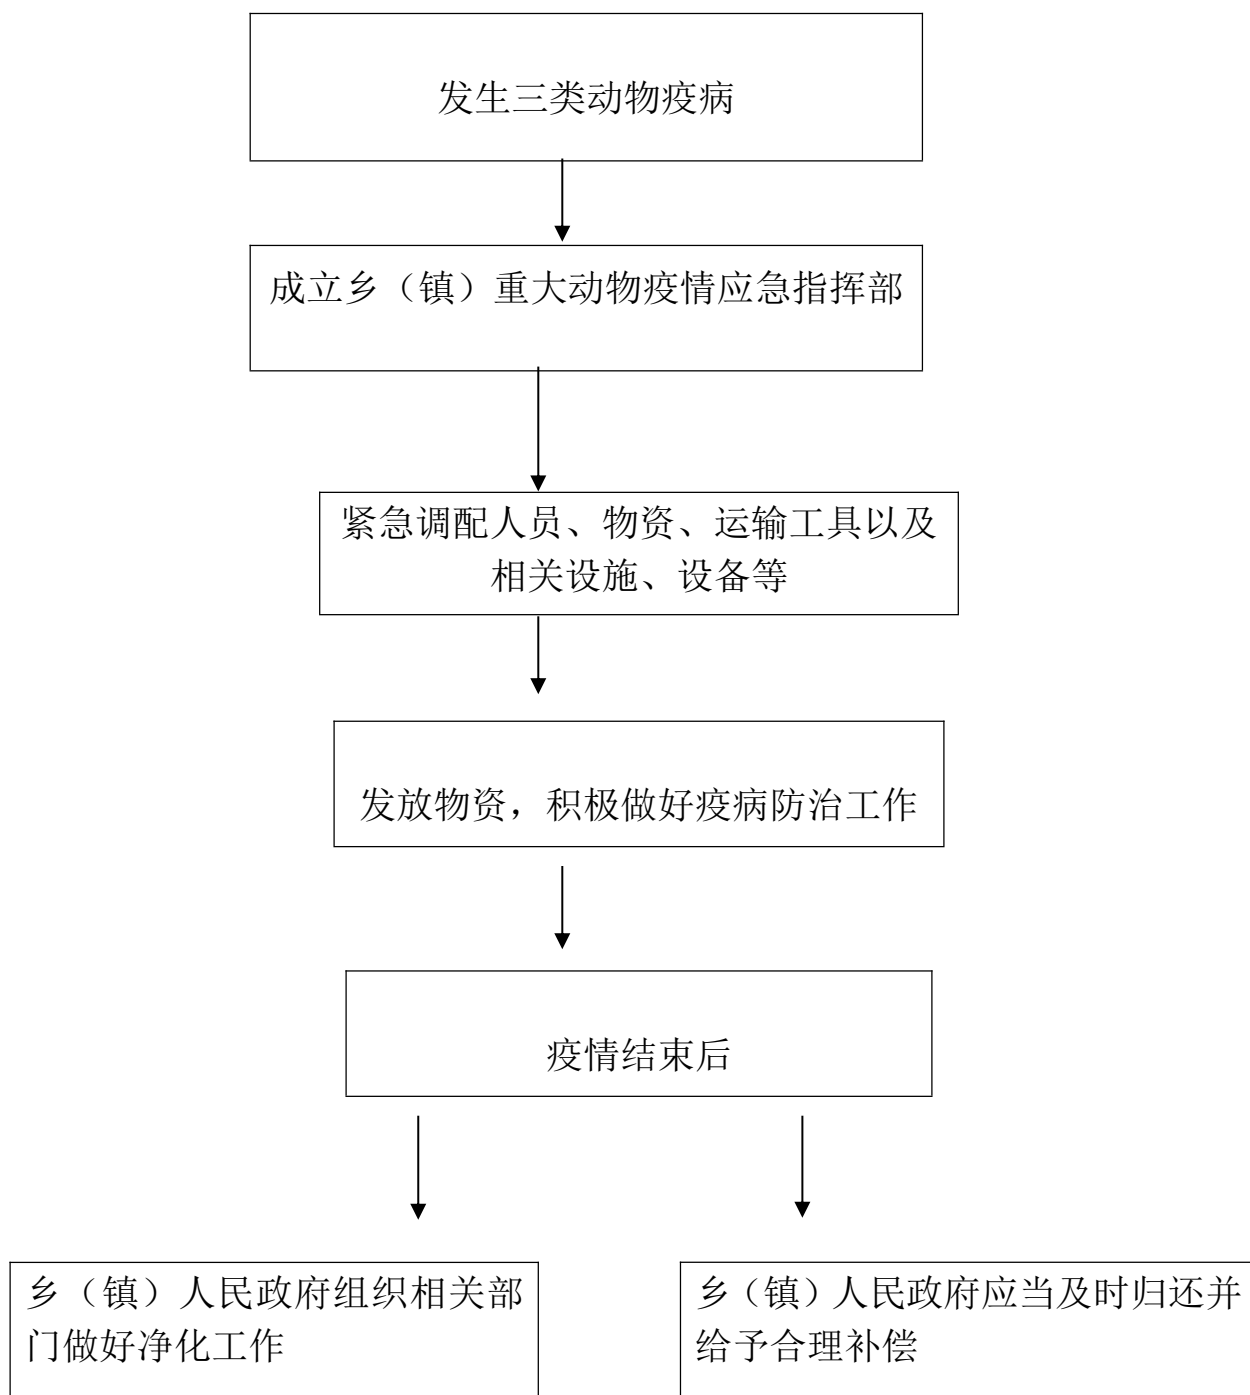 发生三类动物疫病
成立乡（镇）重大动物疫情应急指挥部
紧急调配人员、物资、运输工具以及
相关设施、设备等
发放物资，积极做好疫病防治工作
疫情结束后
乡（镇）人民政府组织相关部
门做好净化工作
乡（镇）人民政府应当及时归还并
给予合理补偿